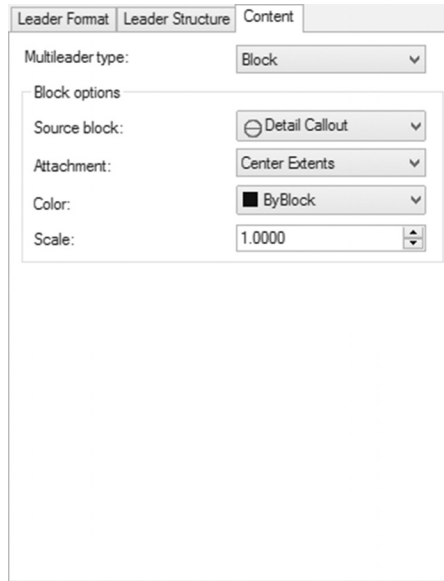 Leader Format Leader Structure Content
Multileader type: Block
Block options
Source block: Detail Callout
Attachment: Center Extents
Color: ByBlock
Scale: 1.0000